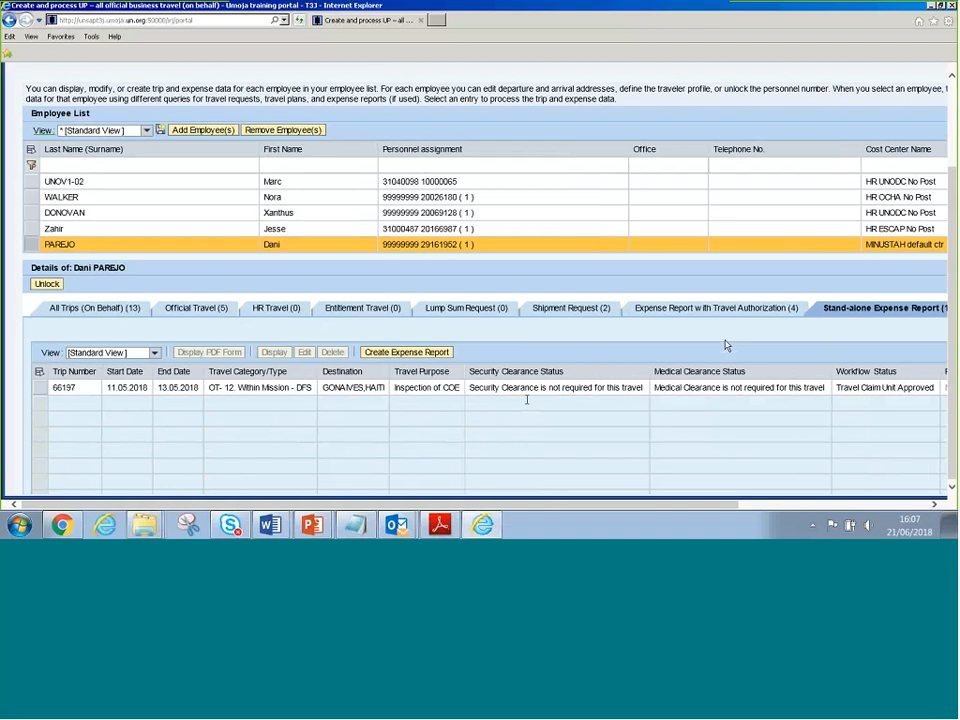 Create and process UP – all official business travel (on behalf) - Umoja training portal - T3J - Internet Explorer
http://unsapt3j.umoja.un.org:50000/irj/portal
Create and process UP – all ...
Edit View Favorites Tools Help
You can display, modify, or create trip and expense data for each employee in your employee list. For each employee you can edit departure and arrival addresses, define the traveler profile, or unlock the personnel number. When you select an employee,
data for that employee using different queries for travel requests, travel plans, and expense reports (if used). Select an entry to process the trip and expense data.
Employee List
View: * [Standard View] Add Employee(s) Remove Employee(s)
Last Name (Surname) First Name Personnel assignment Office Telephone No. Cost Center Name
UNOV1-02 Marc 31040098 10000065 HR UNODC No Post
WALKER Nora 99999999 20026180 ( 1 ) HR OCHA No Post
DONOVAN Xanthus 99999999 20069128 ( 1 ) HR UNODC No Post
Zahir Jesse 31000487 20166987 ( 1 ) HR ESCAP No Post
PAREJO Dani 99999999 29161952 ( 1 ) MINUSTAH default ctr
Details of: Dani PAREJO
Unlock
All Trips (On Behalf) (13) Official Travel (5) HR Travel (0) Entitlement Travel (0) Lump Sum Request (0) Shipment Request (2) Expense Report with Travel Authorization (4) Stand-alone Expense Report (1
View: [Standard View] Display PDF Form Display Edit Delete Create Expense Report
Trip Number Start Date End Date Travel Category/Type Destination Travel Purpose Security Clearance Status Medical Clearance Status Workflow Status
66197 11.05.2018 13.05.2018 OT- 12. Within Mission - DFS GONAIVES,HAITI Inspection of COE Security Clearance is not required for this travel Medical Clearance is not required for this travel Travel Claim Unit Approved
16:07
21/06/2018